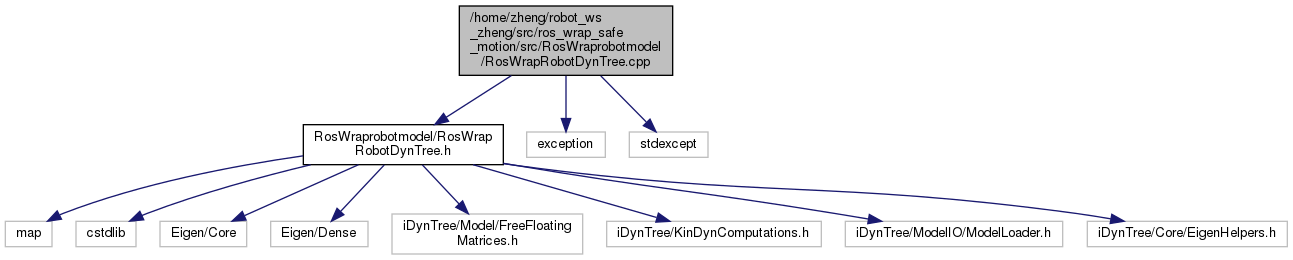 /home/zheng/robot_ws
_zheng/src/ros_wrap_safe
_motion/src/RosWraprobotmodel
/RosWrapRobotDynTree.cpp
RosWraprobotmodel/RosWrap
RobotDynTree.h
exception
stdexcept
map
cstdlib
Eigen/Core
Eigen/Dense
iDynTree/Model/FreeFloating
Matrices.h
iDynTree/KinDynComputations.h
iDynTree/ModelIO/ModelLoader.h
iDynTree/Core/EigenHelpers.h